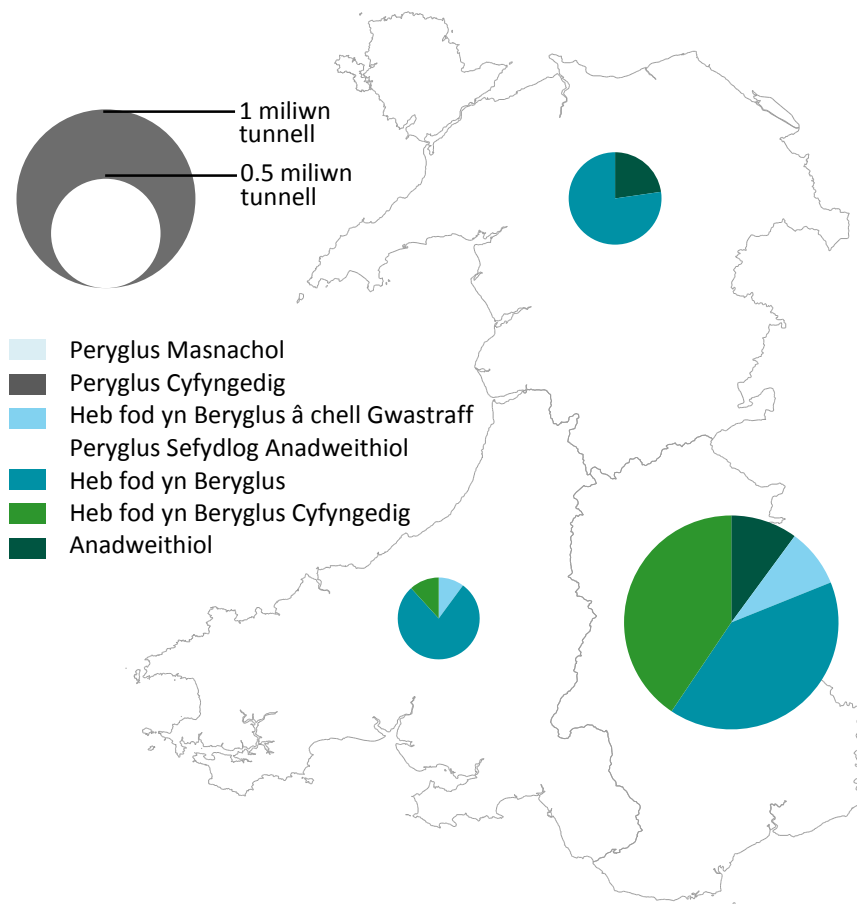 1 miliwn
tunnell
0.5 miliwn
tunnell
Peryglus Masnachol
Peryglus Cyfyngedig
Heb fod yn Beryglus â chell Gwastraff
Peryglus Sefydlog Anadweithiol
Heb fod yn Beryglus
Heb fod yn Beryglus Cyfyngedig
Anadweithiol